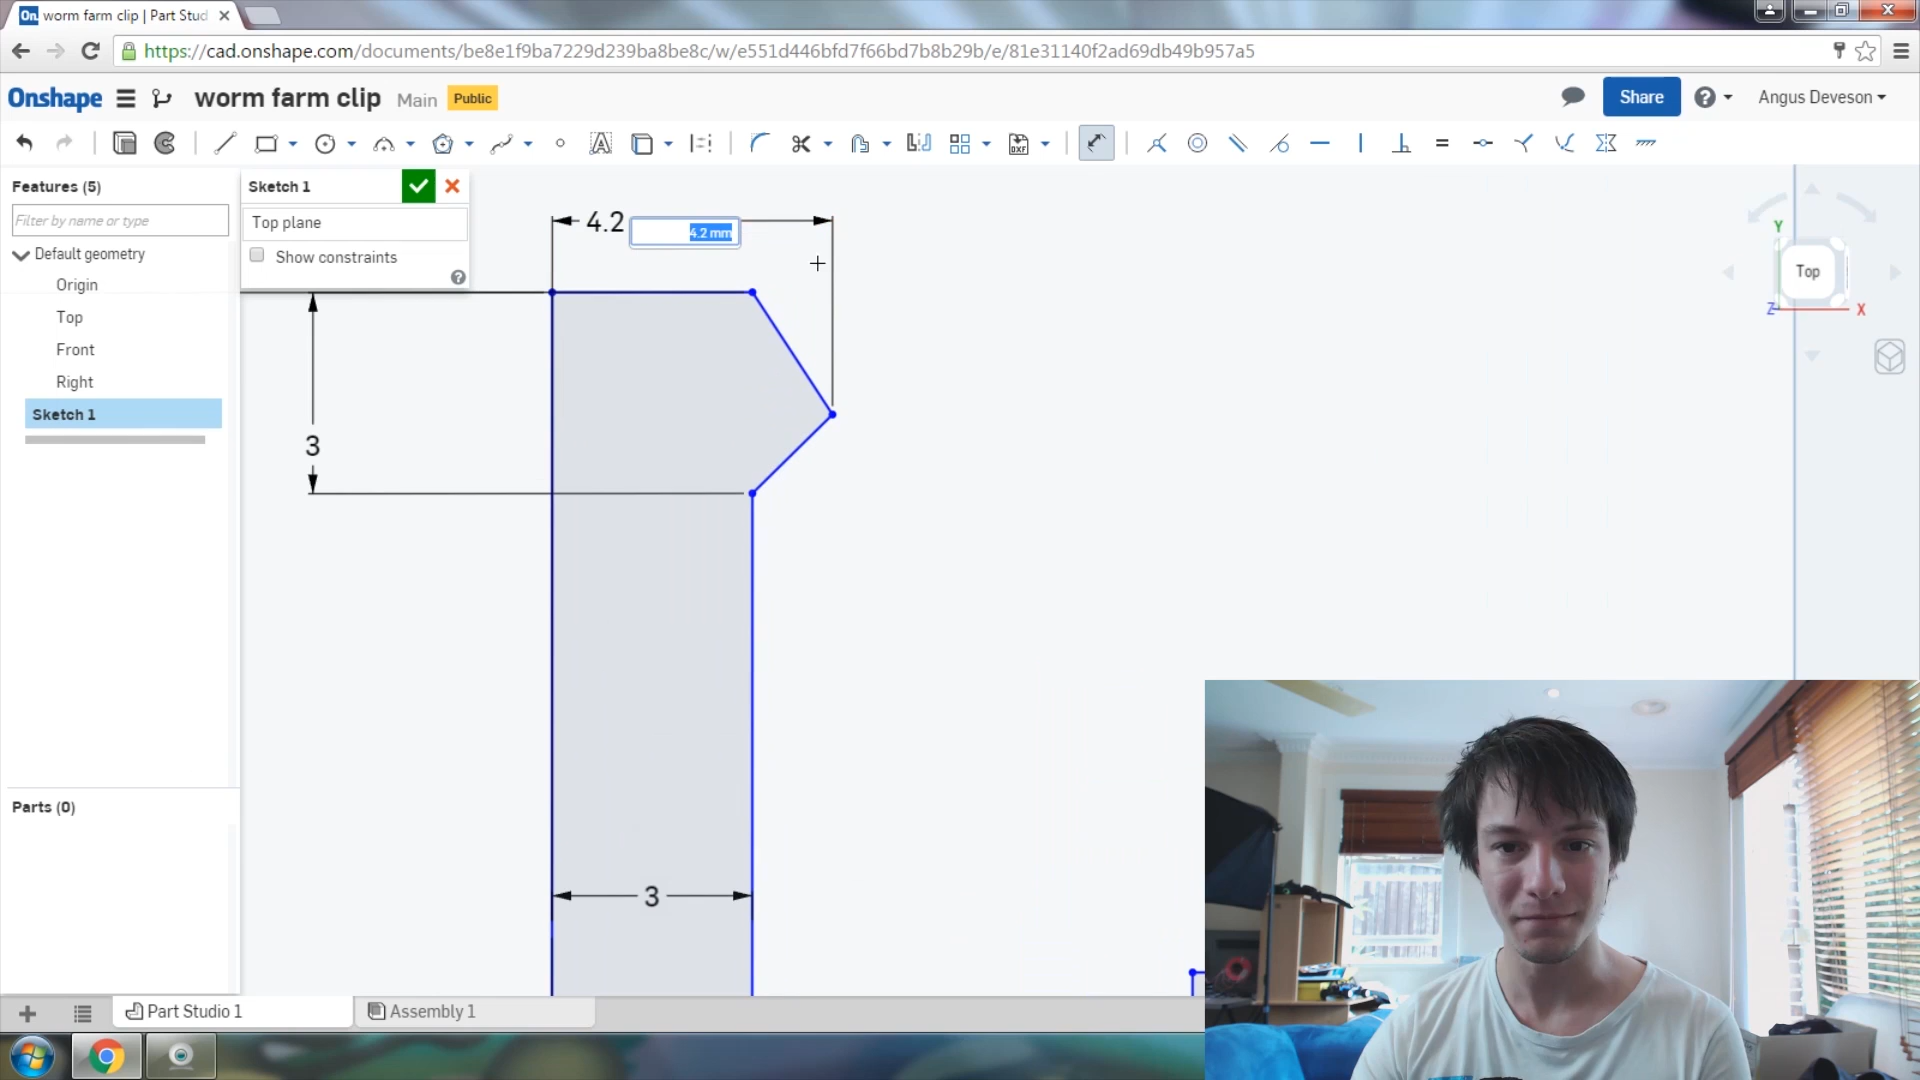 On worm farm clip | Part Stud
https://cad.onshape.com/documents/be8e1f9ba7229d239ba8be8c/w/e551d446bfd7f66bd7b8b29b/e/81e31140f2ad69db49b957a5
Onshape worm farm clip Main Public Share Angus Deveson
DXF
Features (5)
Filter by name or type
Default geometry
Origin
Top
Front
Right
Sketch 1
Parts (0)
Sketch 1
Top plane
Show constraints
4.2
4.2 mm
3
3
Y
Top
Z
X
Part Studio 1
Assembly 1